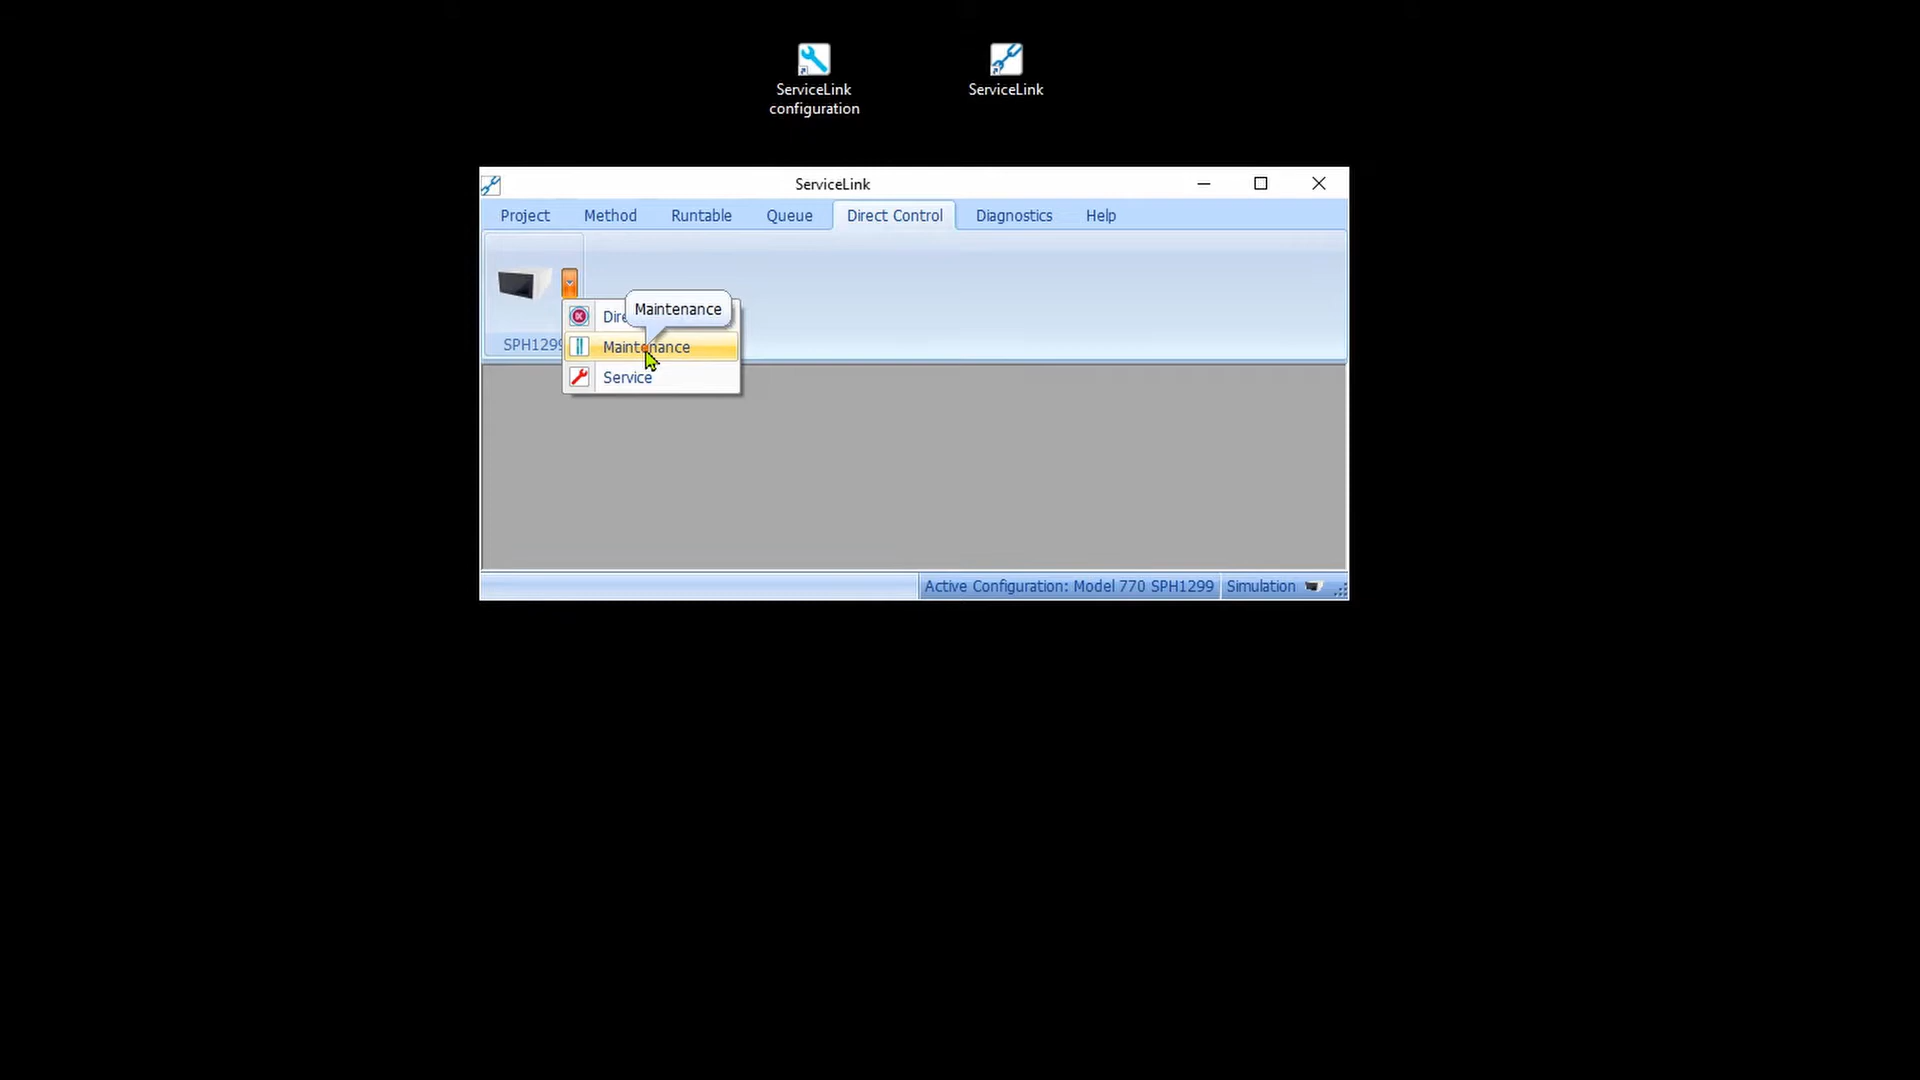 ServiceLink
configuration
ServiceLink
ServiceLink
Project Method Runtable Queue Direct Control Diagnostics Help
SPH1299
Dire
Maintenance
Maintenance
Service
Active Configuration: Model 770 SPH1299 Simulation